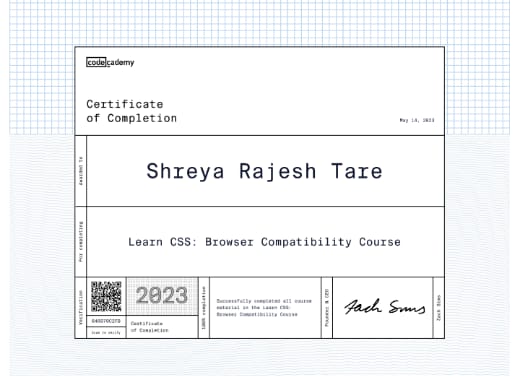 codecademy
Certificate
of Completion
May 10, 2023
Awarded to
Shreya Rajesh Tare
For completing
Learn CSS: Browser Compatibility Course
Verification
Scan to verify
2023
Certificate
of Completion
100% completion
Successfully completed all course
material in the Learn CSS:
Browser Compatibility Course
Founder & CEO
Zach Sims
Zach Sims